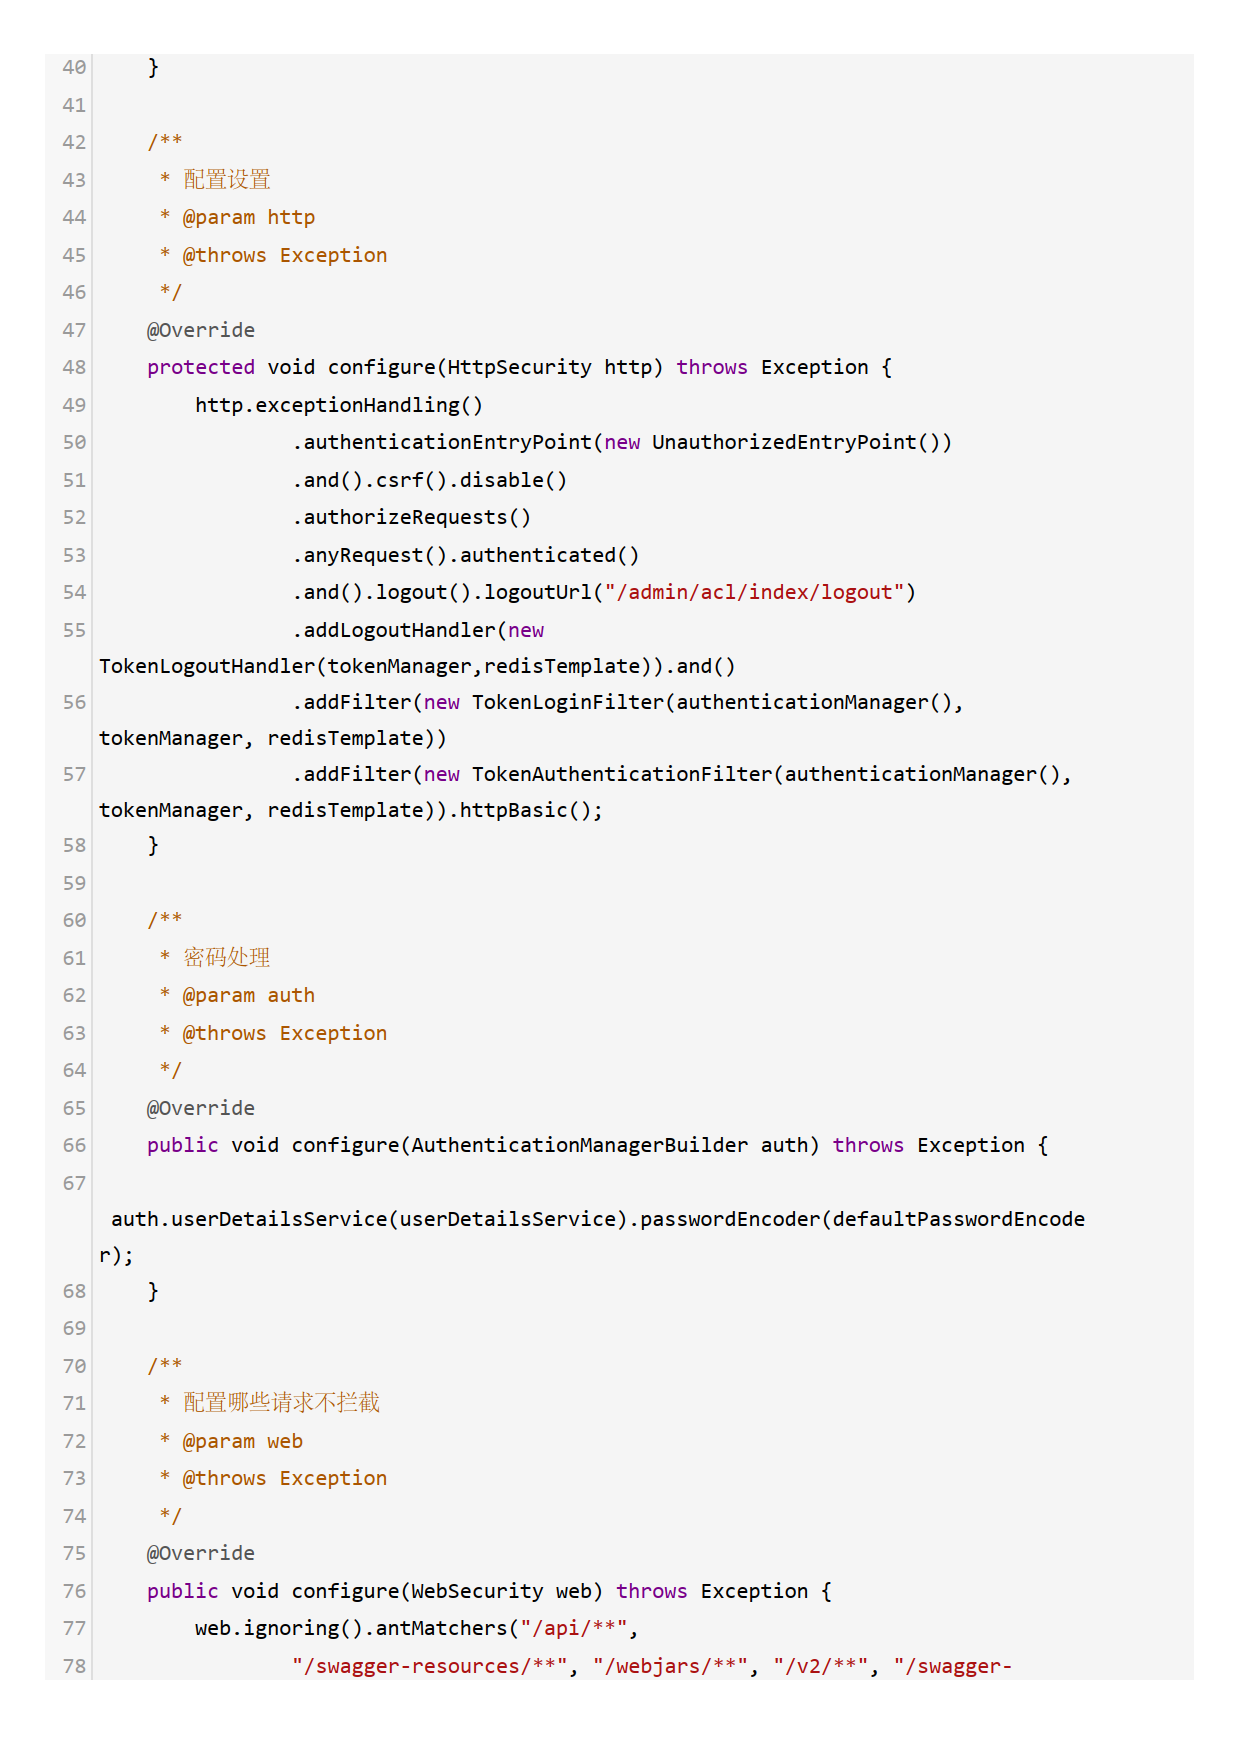 40     }
41
42     /**
43      * 配置设置
44      * @param http
45      * @throws Exception
46      */
47     @Override
48     protected void configure(HttpSecurity http) throws Exception {
49         http.exceptionHandling()
50                 .authenticationEntryPoint(new UnauthorizedEntryPoint())
51                 .and().csrf().disable()
52                 .authorizeRequests()
53                 .anyRequest().authenticated()
54                 .and().logout().logoutUrl("/admin/acl/index/logout")
55                 .addLogoutHandler(new
TokenLogoutHandler(tokenManager,redisTemplate)).and()
56                 .addFilter(new TokenLoginFilter(authenticationManager(),
tokenManager, redisTemplate))
57                 .addFilter(new TokenAuthenticationFilter(authenticationManager(),
tokenManager, redisTemplate)).httpBasic();
58     }
59
60     /**
61      * 密码处理
62      * @param auth
63      * @throws Exception
64      */
65     @Override
66     public void configure(AuthenticationManagerBuilder auth) throws Exception {
67
 auth.userDetailsService(userDetailsService).passwordEncoder(defaultPasswordEncode
r);
68     }
69
70     /**
71      * 配置哪些请求不拦截
72      * @param web
73      * @throws Exception
74      */
75     @Override
76     public void configure(WebSecurity web) throws Exception {
77         web.ignoring().antMatchers("/api/**",
78                 "/swagger-resources/**", "/webjars/**", "/v2/**", "/swagger-